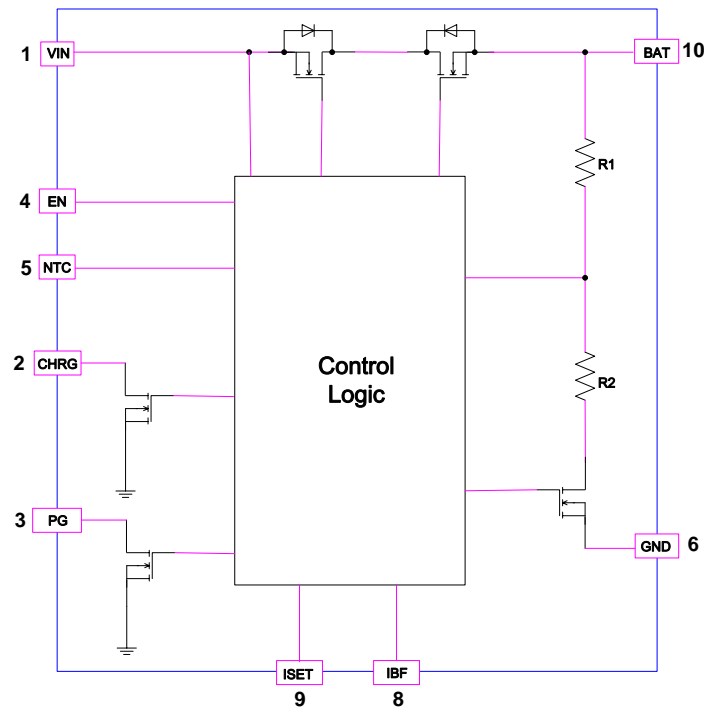 1 VIN
BAT 10
R1
4 EN
5 NTC
2 CHRG
Control
Logic
R2
3 PG
GND 6
ISET
IBF
9
8